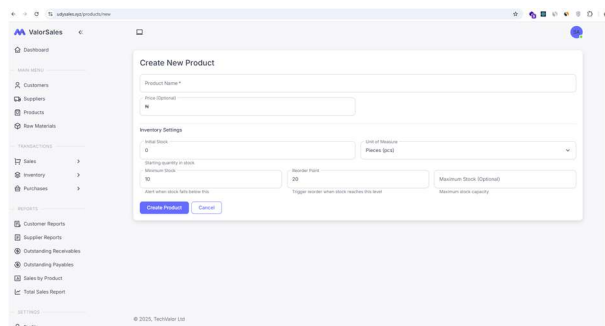 udysales.xyz/products/new
ValorSales
Dashboard
MAIN MENU
Customers
Suppliers
Products
Raw Materials
TRANSACTIONS
Sales
Inventory
Purchases
REPORTS
Customer Reports
Supplier Reports
Outstanding Receivables
Outstanding Payables
Sales by Product
Total Sales Report
SETTINGS
Create New Product
Product Name *
Price (Optional)
₦
Inventory Settings
Initial Stock
0
Starting quantity in stock
Unit of Measure
Pieces (pcs)
Minimum Stock
10
Alert when stock falls below this
Reorder Point
20
Trigger reorder when stock reaches this level
Maximum Stock (Optional)
Maximum stock capacity
Create Product
Cancel
© 2025, TechValor Ltd